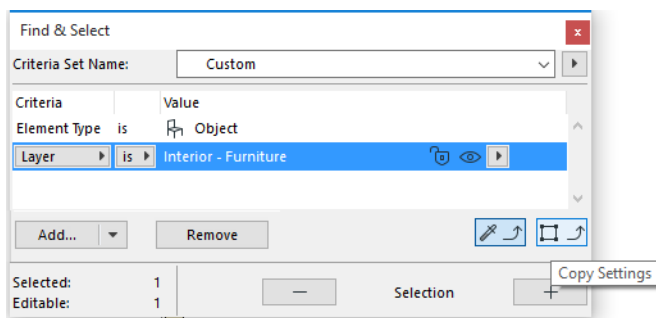 Find & Select
x
Criteria Set Name: Custom
Criteria Value
Element Type is Object
Layer is Interior - Furniture
Add... Remove
Copy Settings
Selected: 1
Editable: 1
Selection